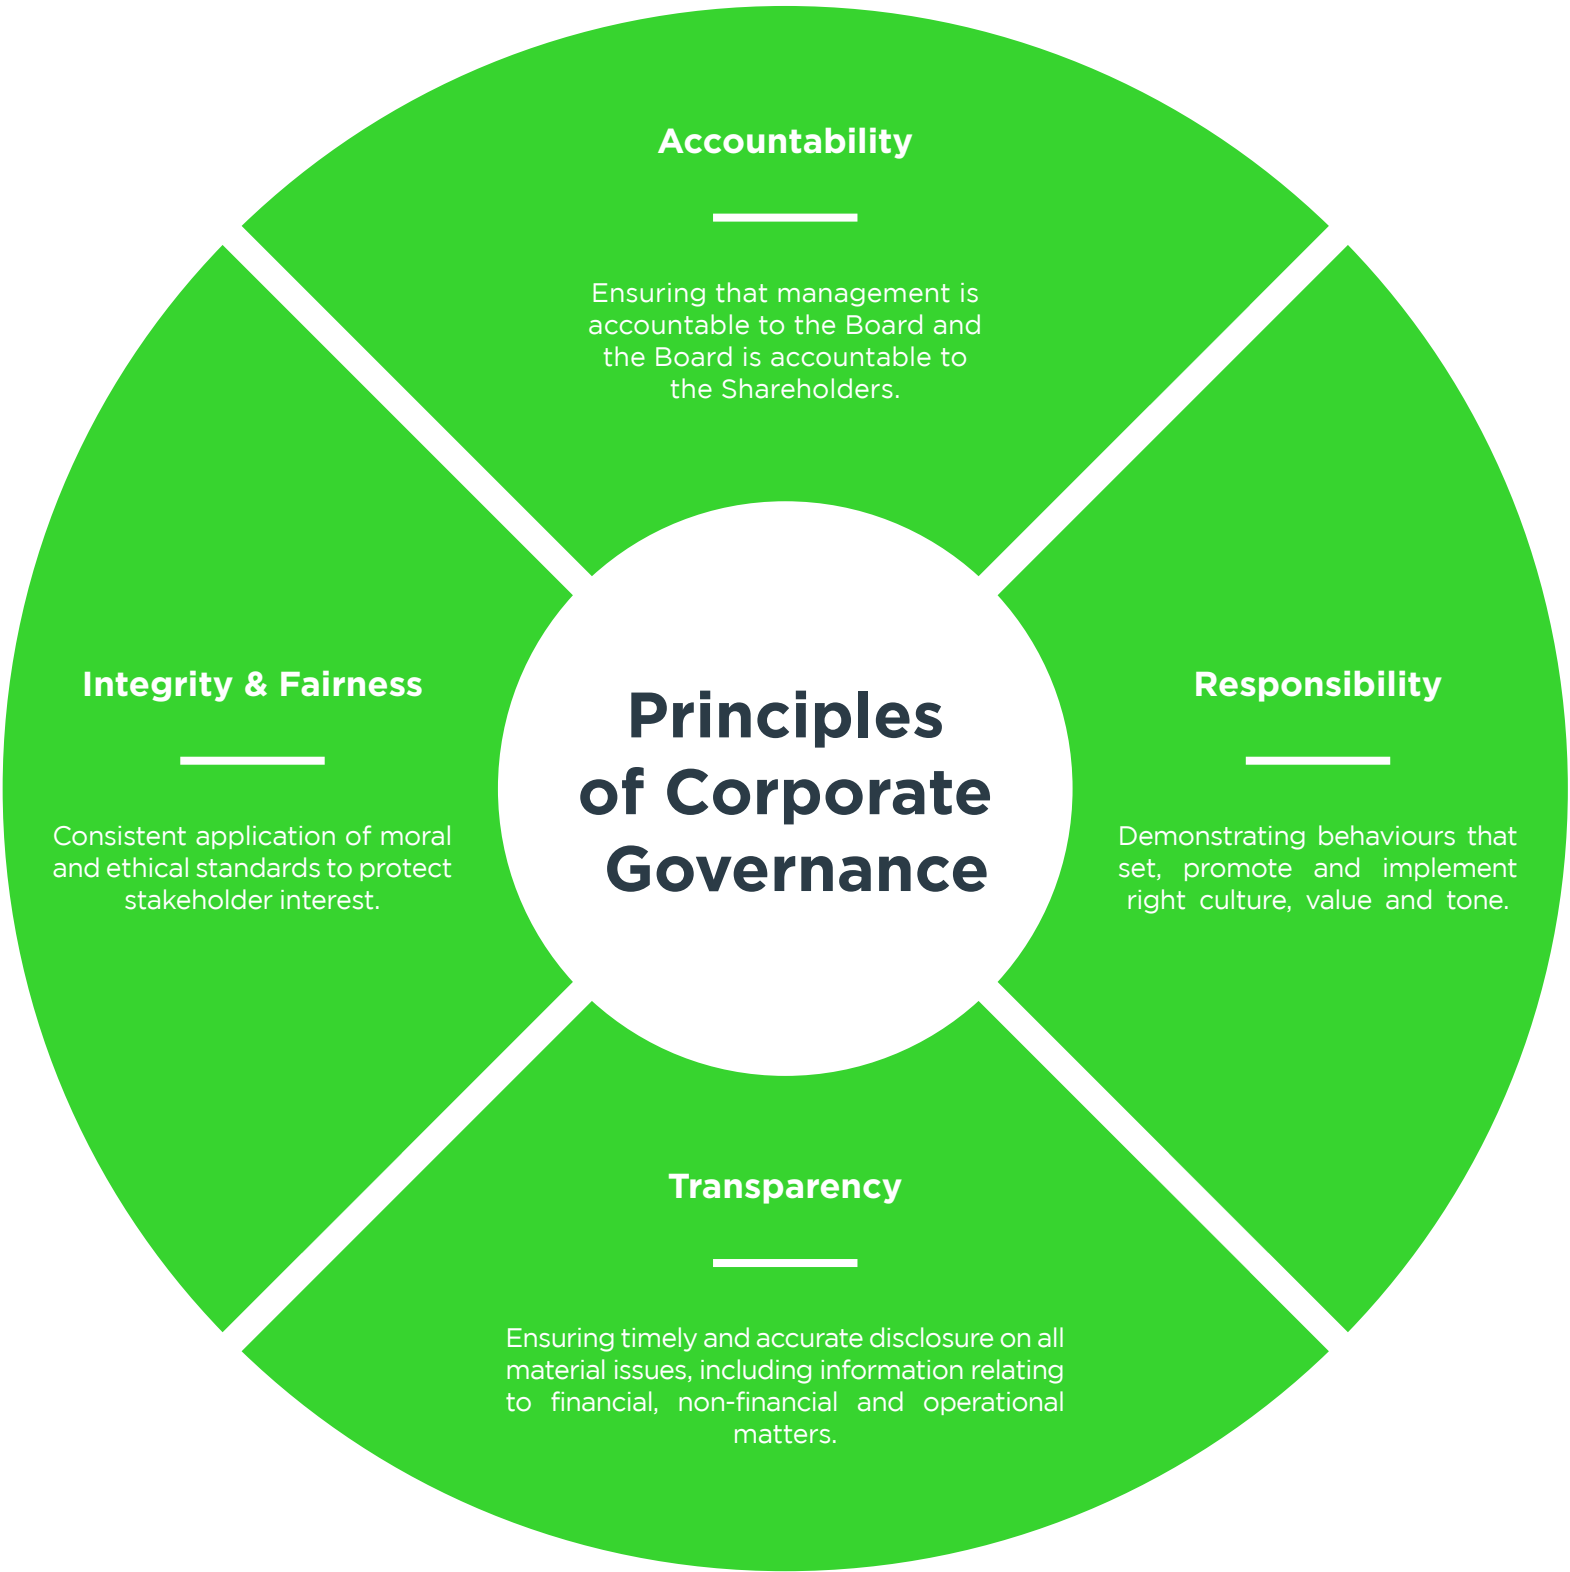 Accountability
Ensuring that management is
accountable to the Board and
the Board is accountable to
the Shareholders.
Integrity & Fairness
Consistent application of moral
and ethical standards to protect
stakeholder interest.
Principles
of Corporate
Governance
Responsibility
Demonstrating behaviours that
set, promote and implement
right culture, value and tone.
Transparency
Ensuring timely and accurate disclosure on all
material issues, including information relating
to financial, non-financial and operational
matters.